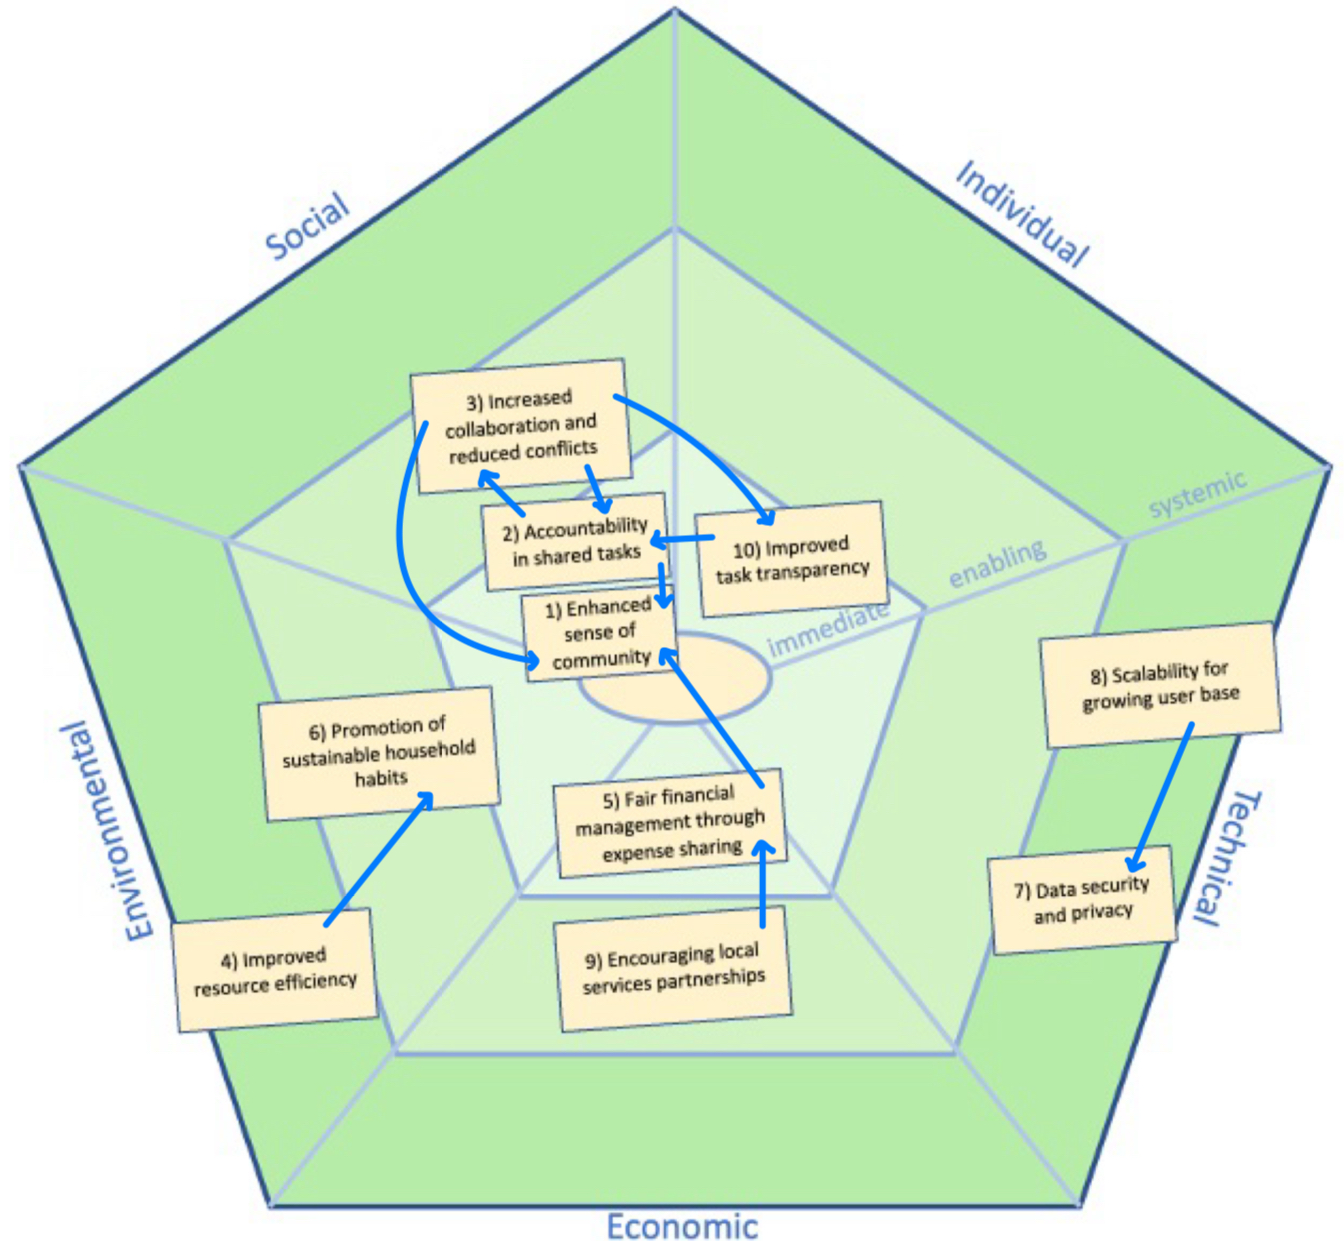 Social
Individual
systemic
enabling
immediate
3) Increased
collaboration and
reduced conflicts
2) Accountability
in shared tasks
10) Improved
task transparency
1) Enhanced
sense of
community
8) Scalability for
growing user base
6) Promotion of
sustainable household
habits
Environmental
5) Fair financial
management through
expense sharing
Technical
7) Data security
and privacy
4) Improved
resource efficiency
9) Encouraging local
services partnerships
Economic